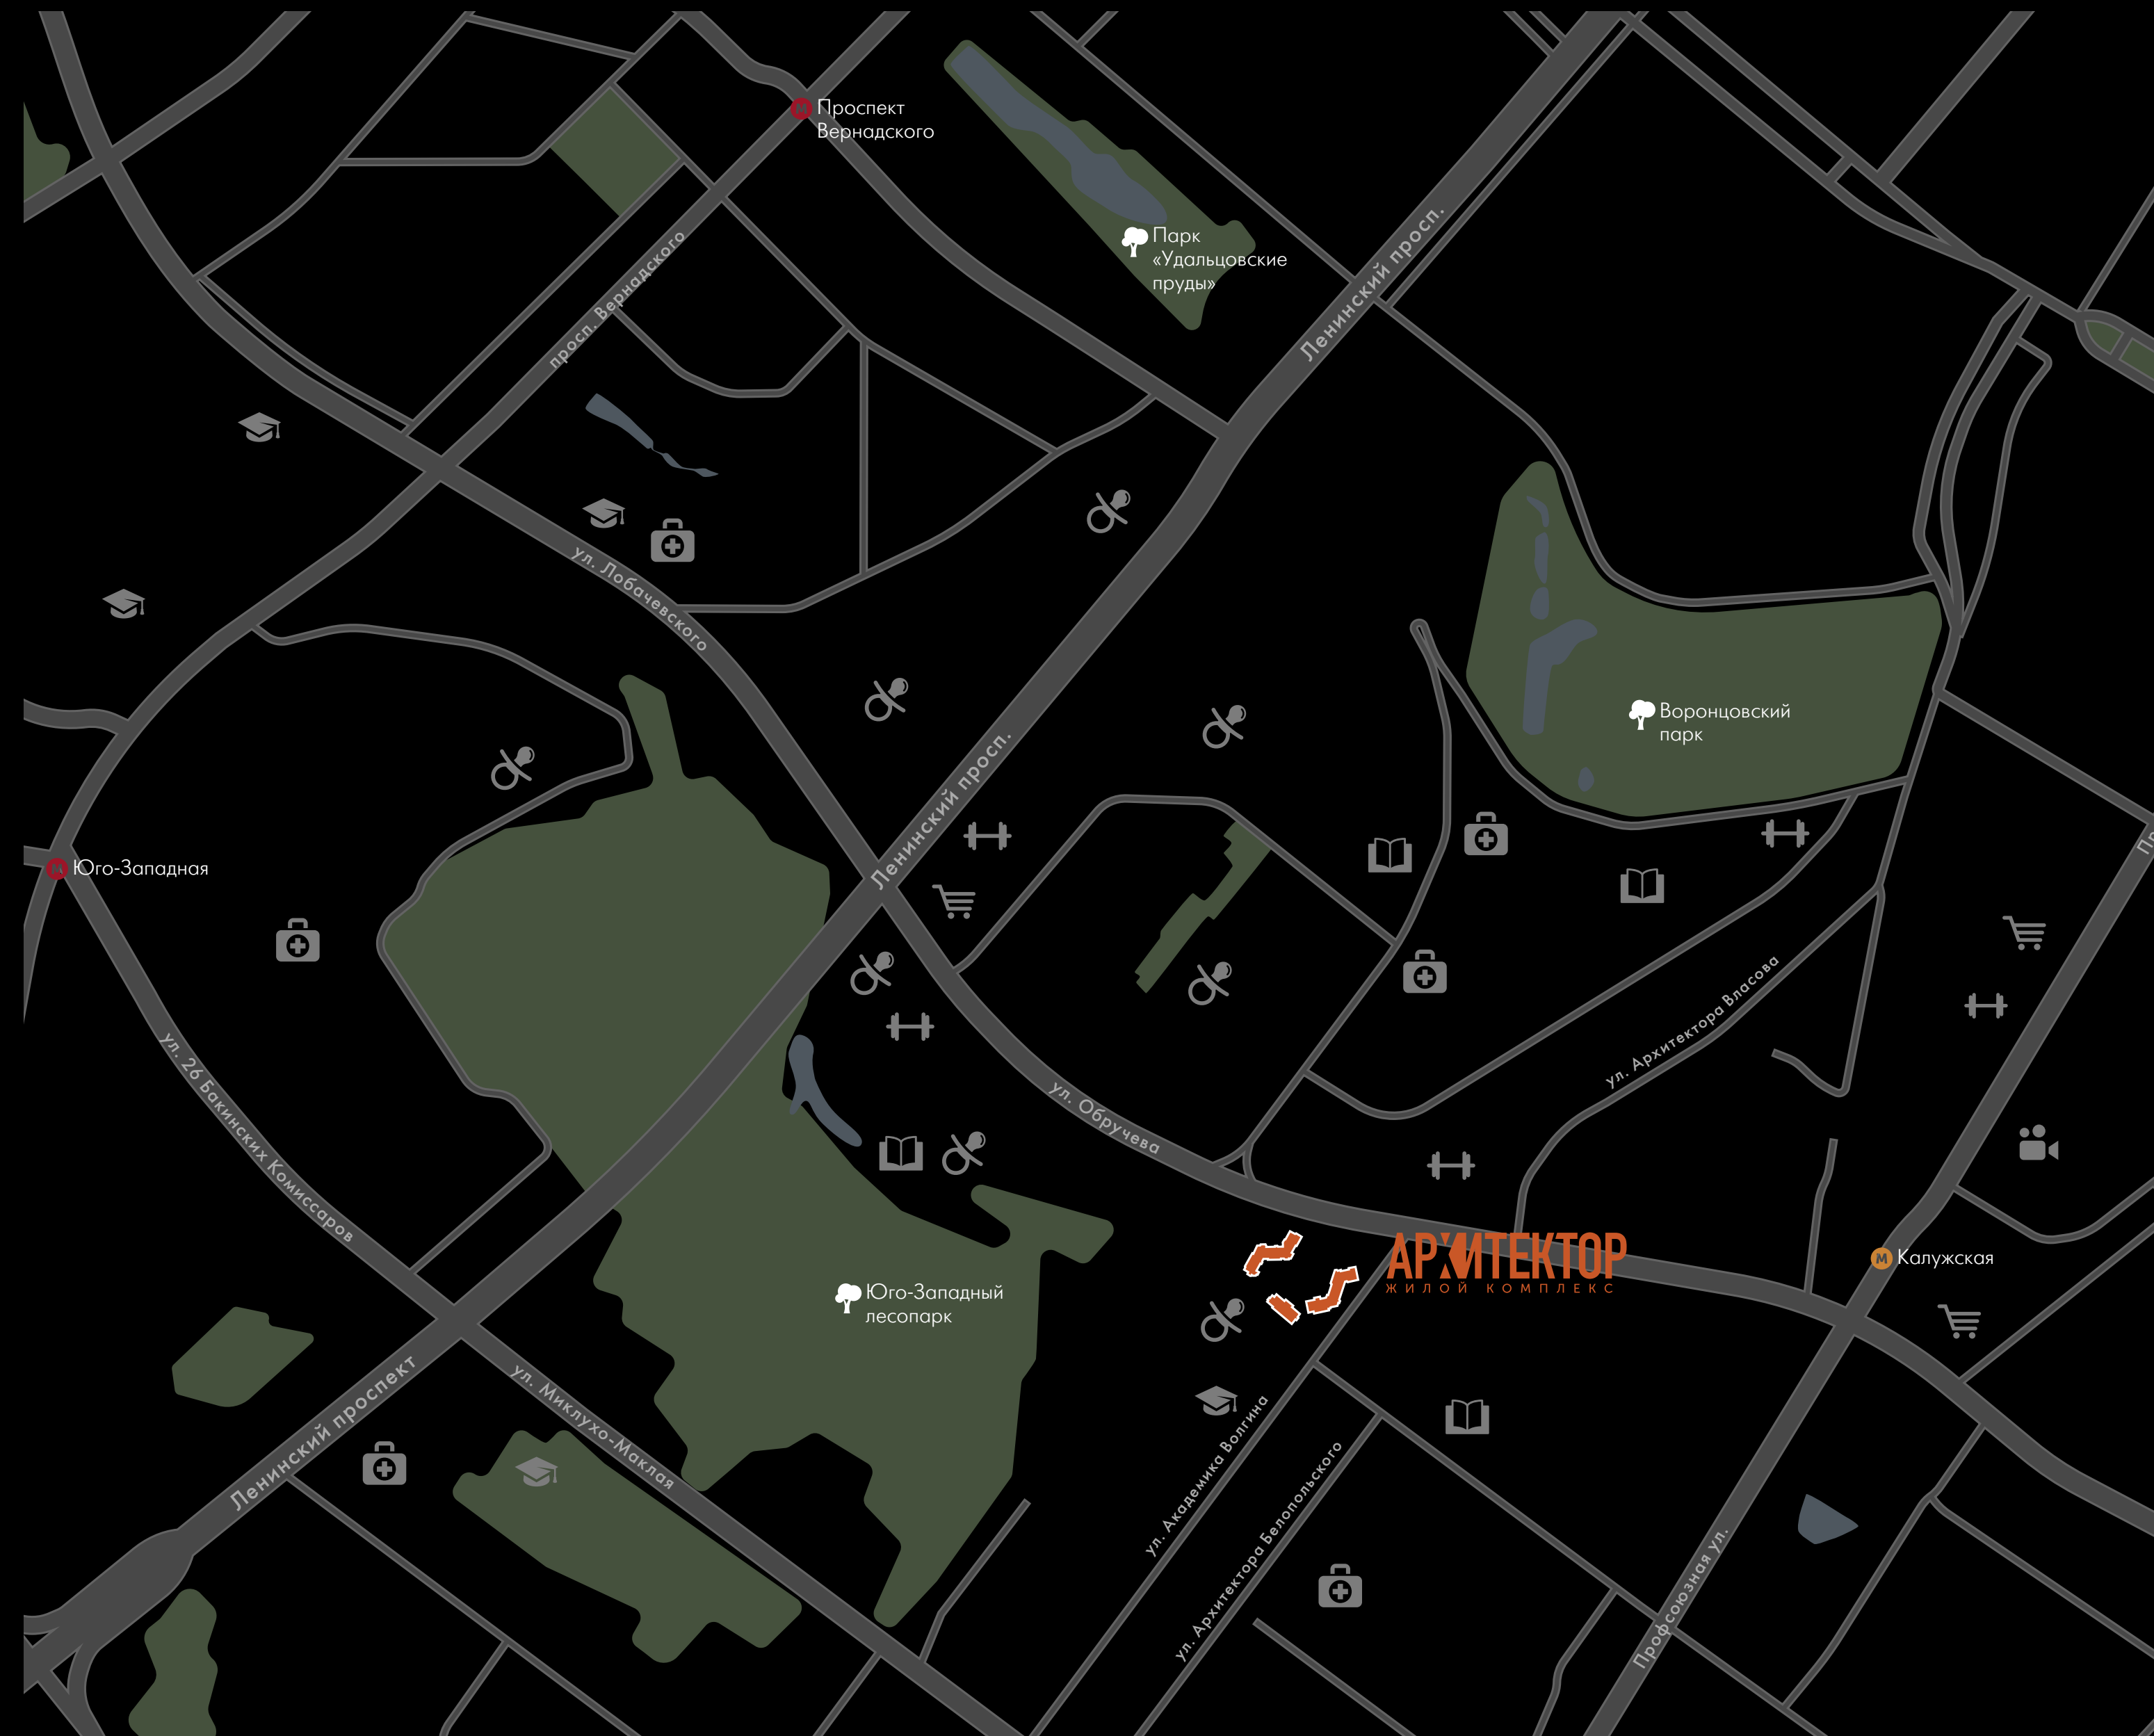 Проспект
Вернадского
Парк
«Удальцовские
пруды»
Ленинский просп.
просп. Вернадского
ул. Лобачевского
Воронцовский
парк
Ленинский просп.
Юго-Западная
ул. Архитектора Власова
ул. 26 Бакинских Комиссаров
ул. Обручева
АРХИТЕКТОР
ЖИЛОЙ КОМПЛЕКС
Калужская
Юго-Западный
лесопарк
Ленинский проспект
ул. Миклухо-Маклая
ул. Академика Волгина
ул. Архитектора Белопольского
Профсоюзная ул.